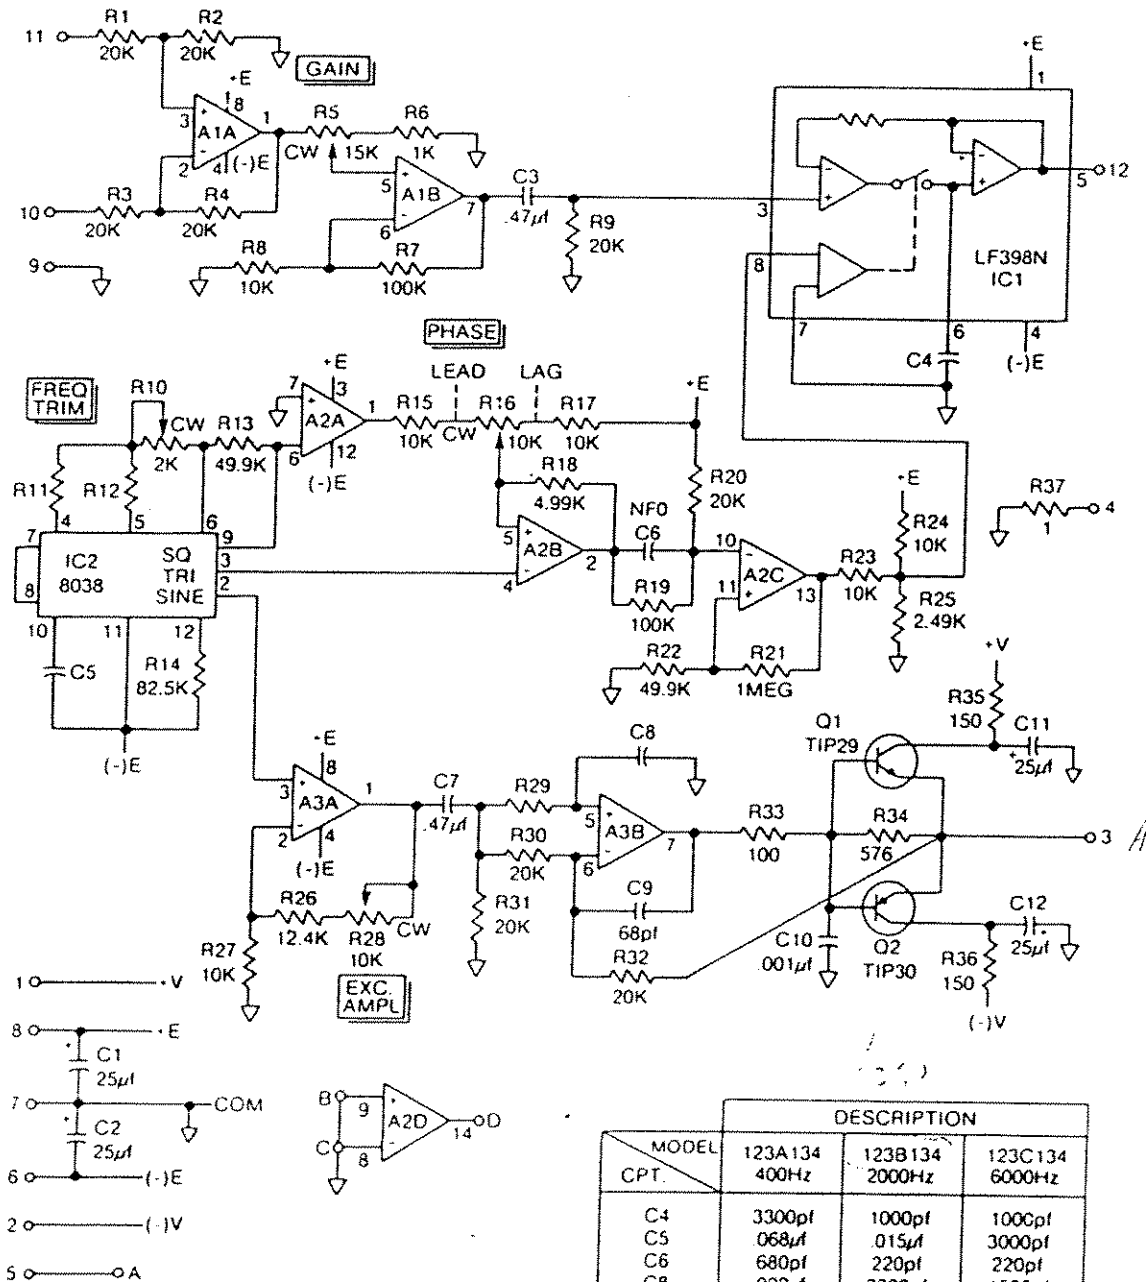 R1 R2
11 20K 20K
GAIN
+E
8
3 + A1A 1
2 - 4 (-)E
R5 R6
CW 15K 1K
5 + A1B 7
6 -
C3
.47µf
R9
20K
R3 R4
10 20K 20K
9
R8 R7
10K 100K
+E
1
3
8
7 6 4
5 12
LF398N
IC1
C4
(-)E
PHASE
LEAD LAG
FREQ
TRIM
R10
CW
2K
R13
49.9K
R11 R12
7 + A2A 1
6 -
+E
3
12
(-)E
R15 R16 R17
10K CW 10K 10K
+E
R18
4.99K
R20
20K
NF0
C6
5 + A2B 2
4 -
R19
100K
10 - A2C 13
11 +
R22 R21
49.9K 1MEG
R23
10K
+E
R24
10K
R25
2.49K
R37
1 4
4 5 6
7
8
IC2
8038
SQ 9
TRI 3
SINE 2
10 11 12
C5
R14
82.5K
(-)E
-E
8
3 + A3A 1
2 - 4
(-)E
R26
12.4K
R28
10K CW
R27
10K
EXC.
AMPL
C7
.47µf
R29
R30
20K
R31
20K
C8
5 + A3B 7
6 -
C9
68pf
R32
20K
R33
100
C10
.001µf
Q1
TIP29
R34
576
Q2
TIP30
+V
R35
150
C11
25µf
3
C12
25µf
R36
150
(-)V
1 +V
8 +E
C1
25µf
7 COM
C2
25µf
6 (-)E
2 (-)V
5 A
B 9 + A2D 14 D
C 8 -
DESCRIPTION
MODEL 123A134 123B134 123C134
CPT. 400Hz 2000Hz 6000Hz
C4 3300pf 1000pf 1000pf
C5 .068µf .015µf 3000pf
C6 680pf 220pf 220pf